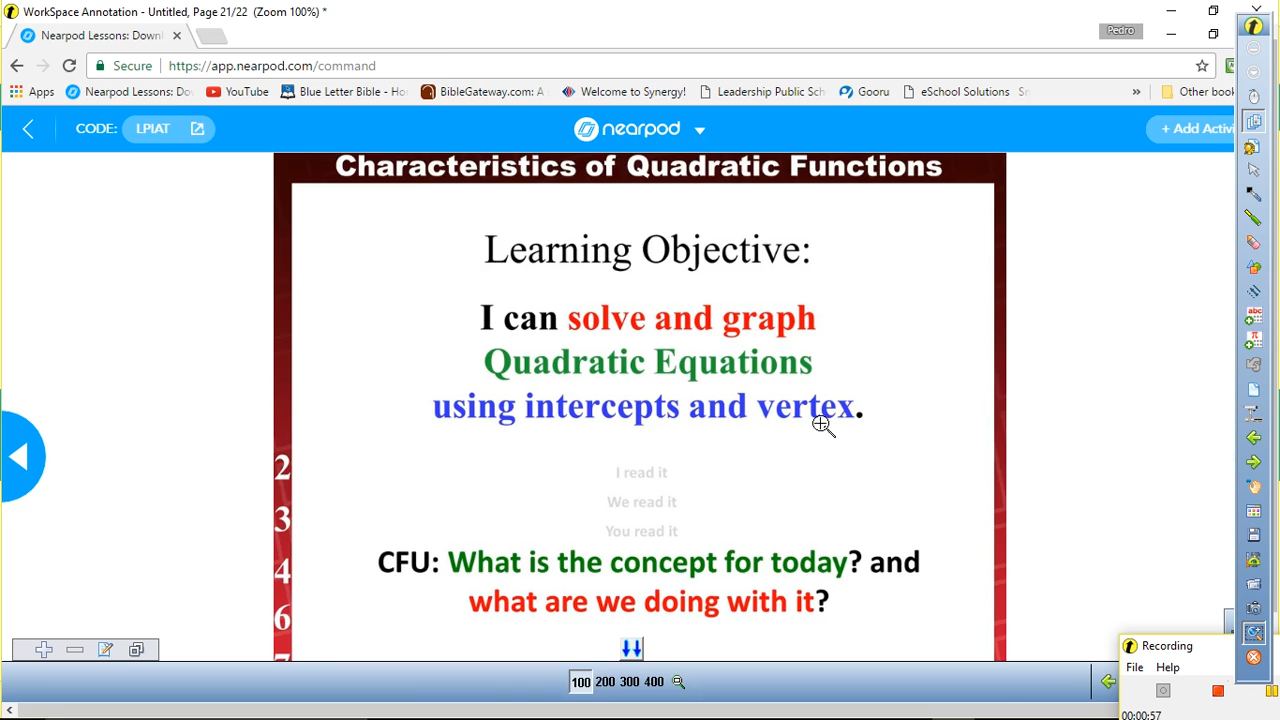 WorkSpace Annotation - Untitled, Page 21/22 (Zoom 100%) *
Nearpod Lessons: Downl
Pedro
Secure
https://app.nearpod.com/command
Apps Nearpod Lessons: Do YouTube Blue Letter Bible - Ho BibleGateway.com: A Welcome to Synergy! Leadership Public Sch Gooru eSchool Solutions » Other book
CODE: LPIAT
nearpod
+ Add Activi
Characteristics of Quadratic Functions
Learning Objective:
I can solve and graph
Quadratic Equations
using intercepts and vertex.
2
I read it
We read it
3
You read it
CFU: What is the concept for today? and
4
what are we doing with it?
6
abc
π
100 200 300 400
Recording
File Help
00:00:57